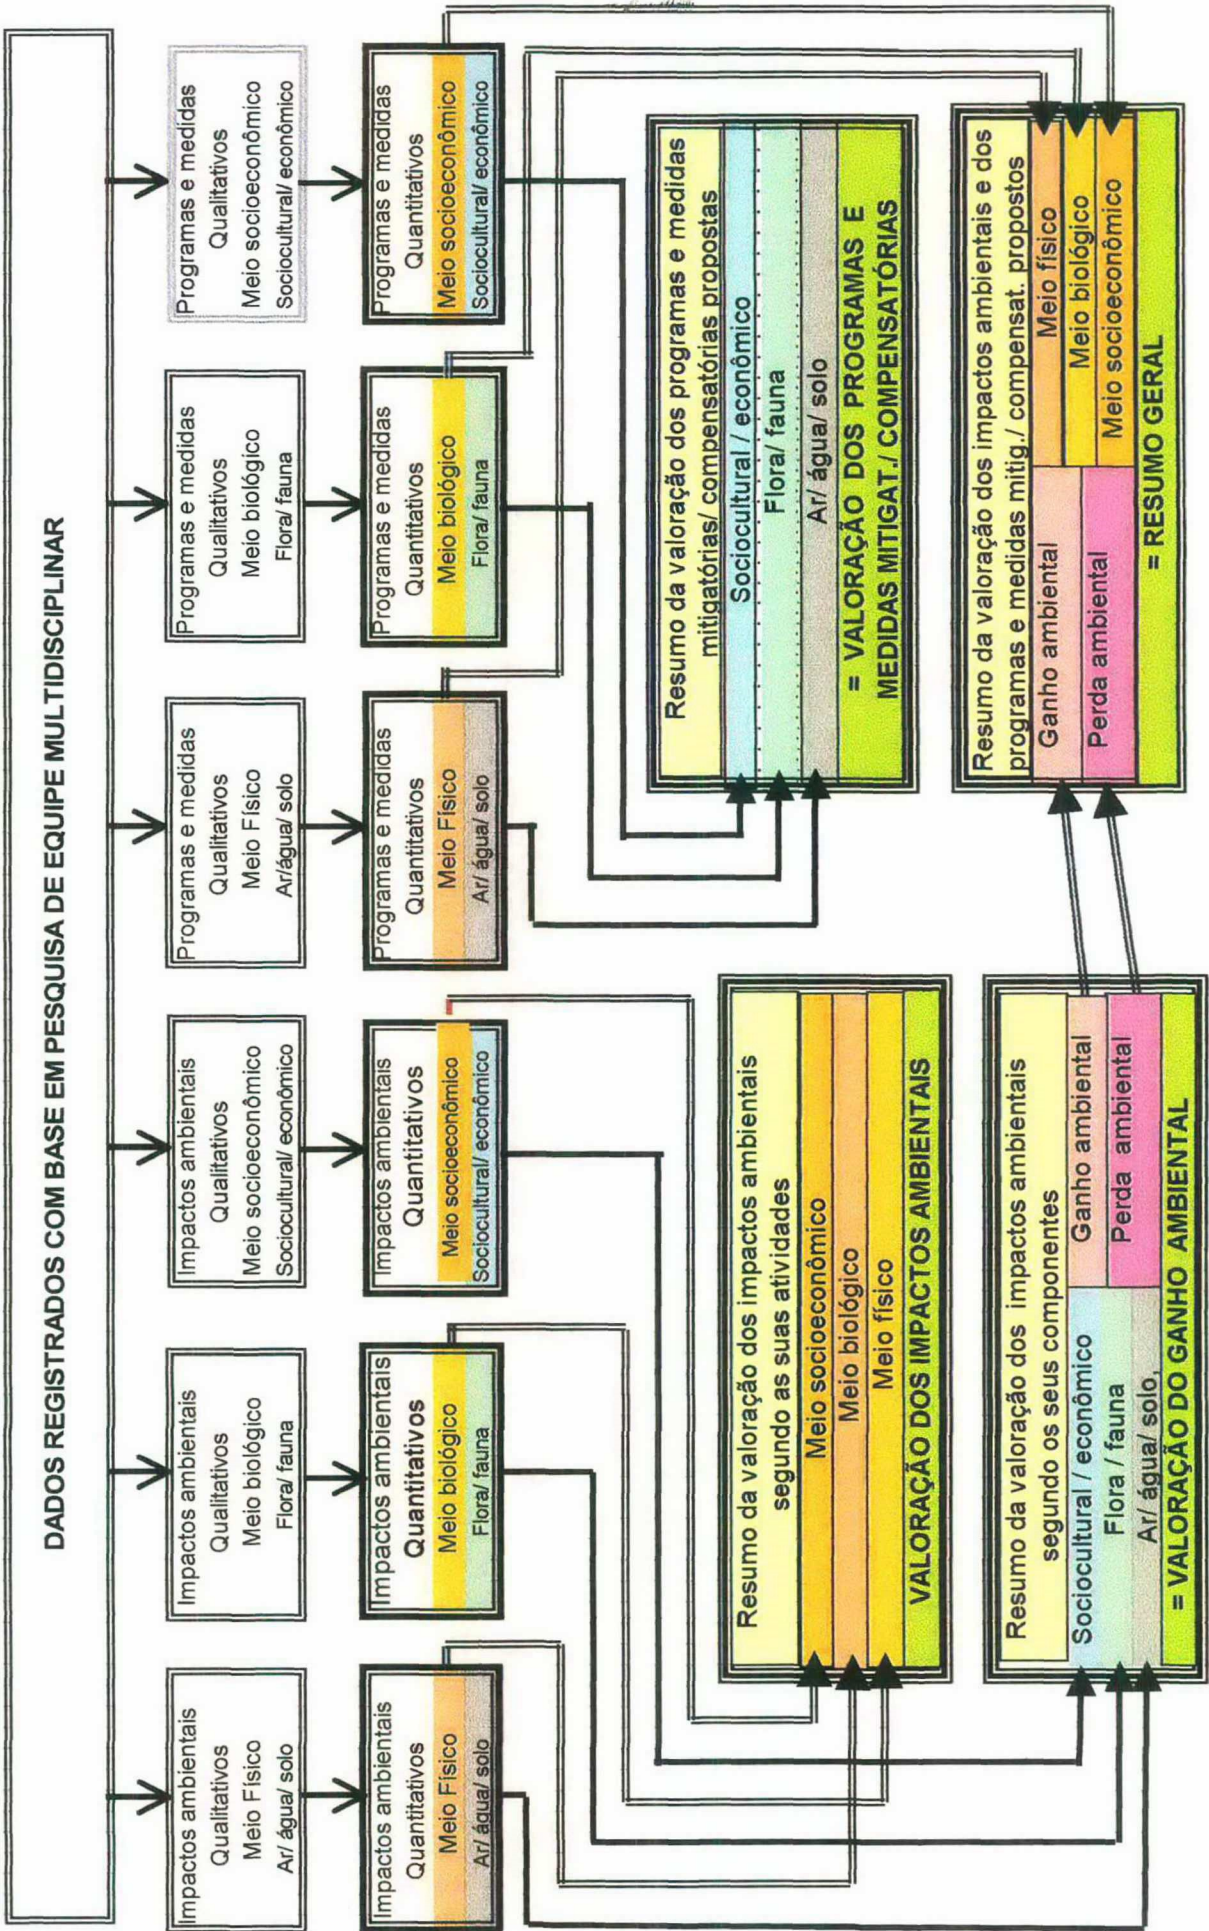 DADOS REGISTRADOS COM BASE EM PESQUISA DE EQUIPE MULTIDISCIPLINAR
Impactos ambientais
Qualitativos
Meio Físico
Ar/ água/ solo
Impactos ambientais
Qualitativos
Meio biológico
Flora/ fauna
Impactos ambientais
Qualitativos
Meio socioeconômico
Sociocultural/ econômico
Programas e medidas
Qualitativos
Meio Físico
Ar/água/ solo
Programas e medidas
Qualitativos
Meio biológico
Flora/ fauna
Programas e medidas
Qualitativos
Meio socioeconômico
Sociocultural/ econômico
Impactos ambientais
Quantitativos
Meio Físico
Ar/ água/ solo
Impactos ambientais
Quantitativos
Meio biológico
Flora/ fauna
Impactos ambientais
Quantitativos
Meio socioeconômico
Sociocultural/ econômico
Programas e medidas
Quantitativos
Meio Físico
Ar/ água/ solo
Programas e medidas
Quantitativos
Meio biológico
Flora/ fauna
Programas e medidas
Quantitativos
Meio socioeconômico
Sociocultural/ econômico
Resumo da valoração dos impactos ambientais
segundo as suas atividades
Meio socioeconômico
Meio biológico
Meio físico
VALORAÇÃO DOS IMPACTOS AMBIENTAIS
Resumo da valoração dos programas e medidas
mitigatórias/ compensatórias propostas
Sociocultural / econômico
Flora/ fauna
Ar/ água/ solo
= VALORAÇÃO DOS PROGRAMAS E
MEDIDAS MITIGAT./ COMPENSATÓRIAS
Resumo da valoração dos impactos ambientais
segundo os seus componentes
Sociocultural / econômico
Flora / fauna
Ar/ água/ solo,
Ganho ambiental
Perda ambiental
= VALORAÇÃO DO GANHO AMBIENTAL
Resumo da valoração dos impactos ambientais e dos
programas e medidas mitig./ compensat. propostos
Ganho ambiental
Perda ambiental
Meio físico
Meio biológico
Meio socioeconômico
= RESUMO GERAL